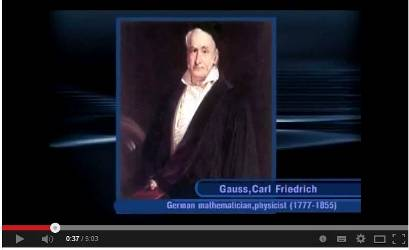 Gauss,Carl Friedrich
German mathematician,physicist (1777-1855)
0:37 / 5:03